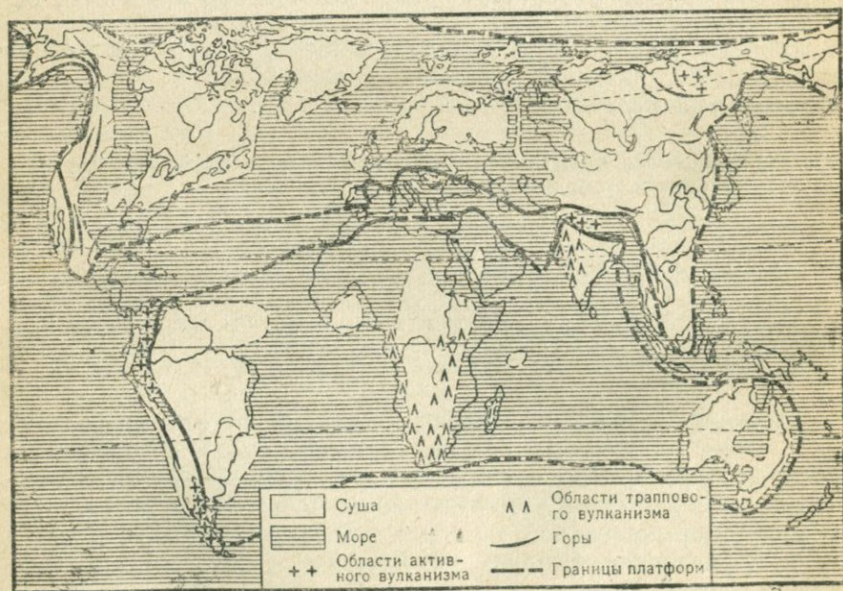 Суша
Море
Области актив-
ного вулканизма
Области траппово-
го вулканизма
Горы
Границы платформ